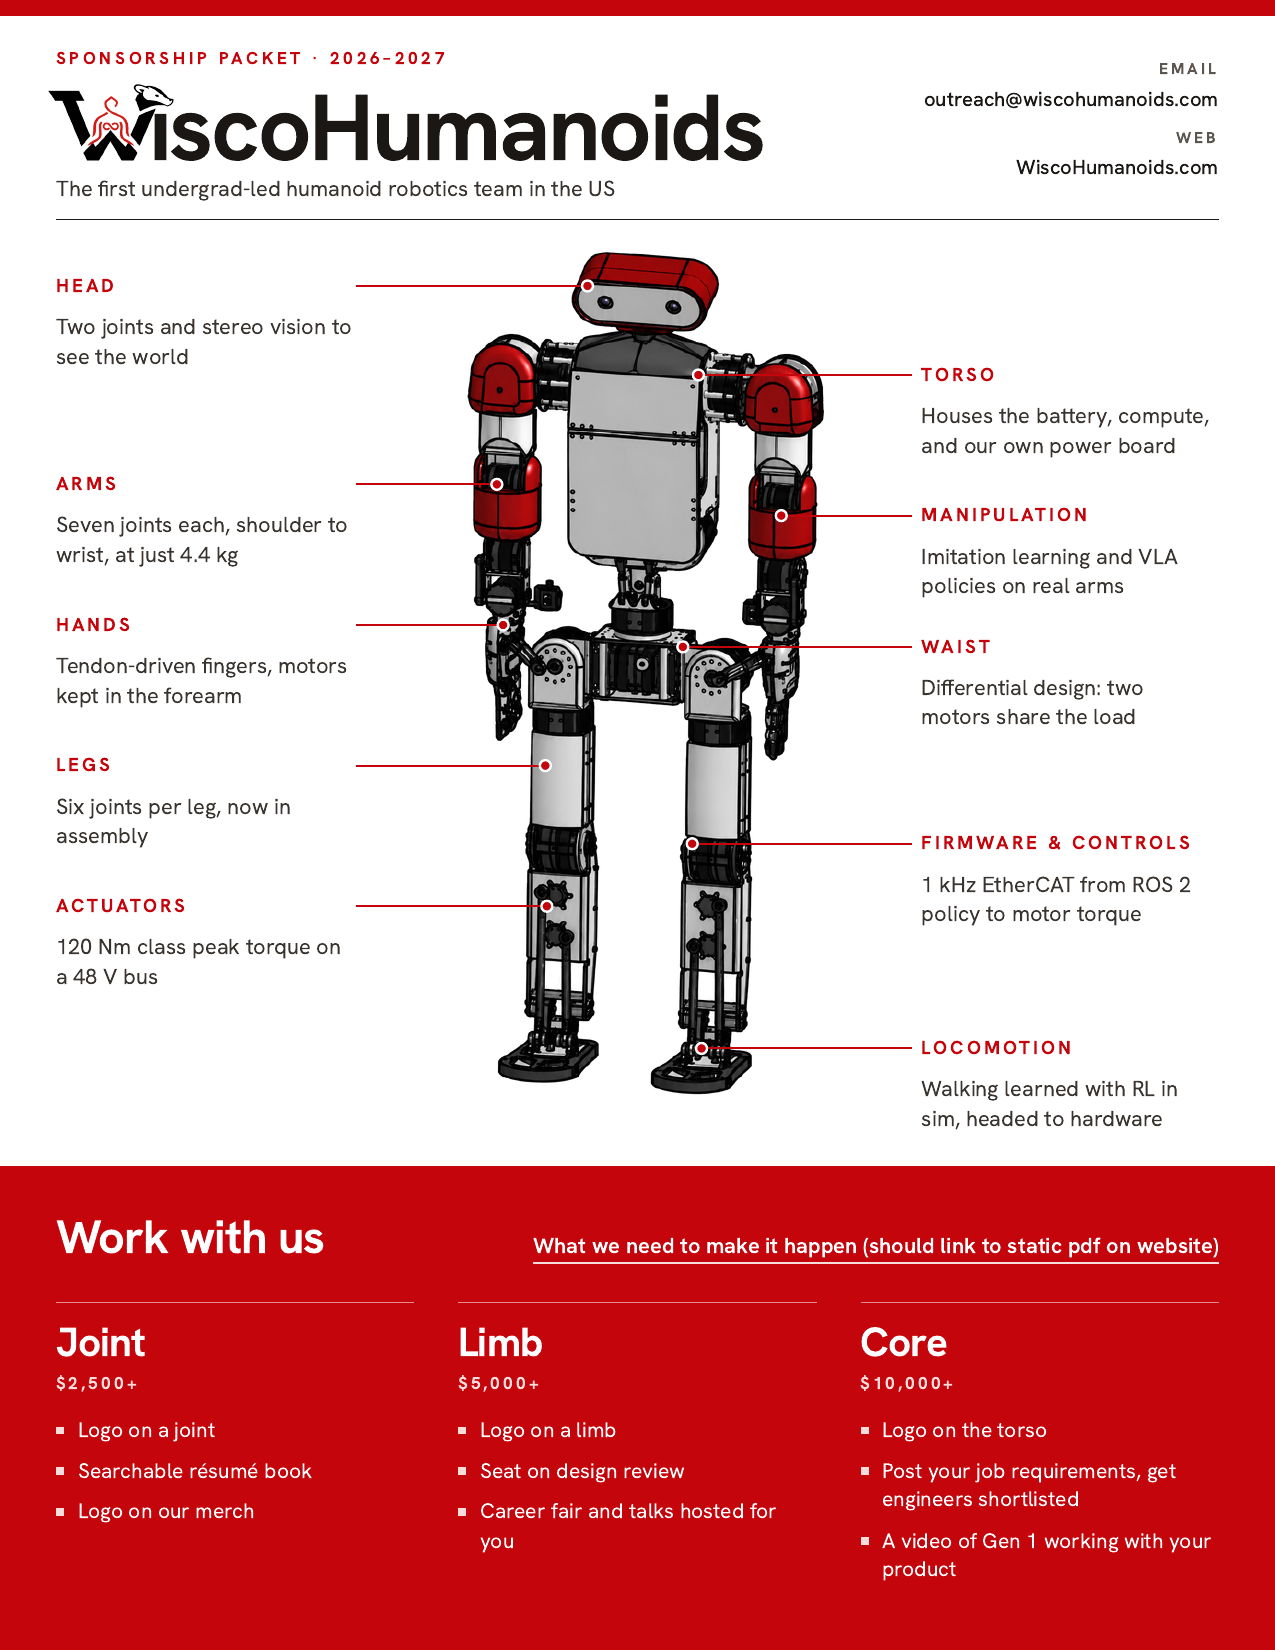 SPONSORSHIP PACKET · 2026–2027
WiscoHumanoids
The first undergrad-led humanoid robotics team in the US
EMAIL
outreach@wiscohumanoids.com
WEB
WiscoHumanoids.com
HEAD
Two joints and stereo vision to
see the world
ARMS
Seven joints each, shoulder to
wrist, at just 4.4 kg
HANDS
Tendon-driven fingers, motors
kept in the forearm
LEGS
Six joints per leg, now in
assembly
ACTUATORS
120 Nm class peak torque on
a 48 V bus
TORSO
Houses the battery, compute,
and our own power board
MANIPULATION
Imitation learning and VLA
policies on real arms
WAIST
Differential design: two
motors share the load
FIRMWARE & CONTROLS
1 kHz EtherCAT from ROS 2
policy to motor torque
LOCOMOTION
Walking learned with RL in
sim, headed to hardware
Work with us
What we need to make it happen (should link to static pdf on website)
Joint
$2,500+
Logo on a joint
Searchable résumé book
Logo on our merch
Limb
$5,000+
Logo on a limb
Seat on design review
Career fair and talks hosted for
you
Core
$10,000+
Logo on the torso
Post your job requirements, get
engineers shortlisted
A video of Gen 1 working with your
product